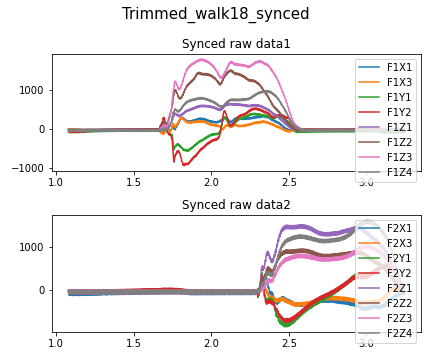 Trimmed_walk18_synced
Synced raw data1
1000
0
−1000
F1X1
F1X3
F1Y1
F1Y2
F1Z1
F1Z2
F1Z3
F1Z4
1.0 1.5 2.0 2.5 3.0
Synced raw data2
1000
0
F2X1
F2X3
F2Y1
F2Y2
F2Z1
F2Z2
F2Z3
F2Z4
1.0 1.5 2.0 2.5 3.0